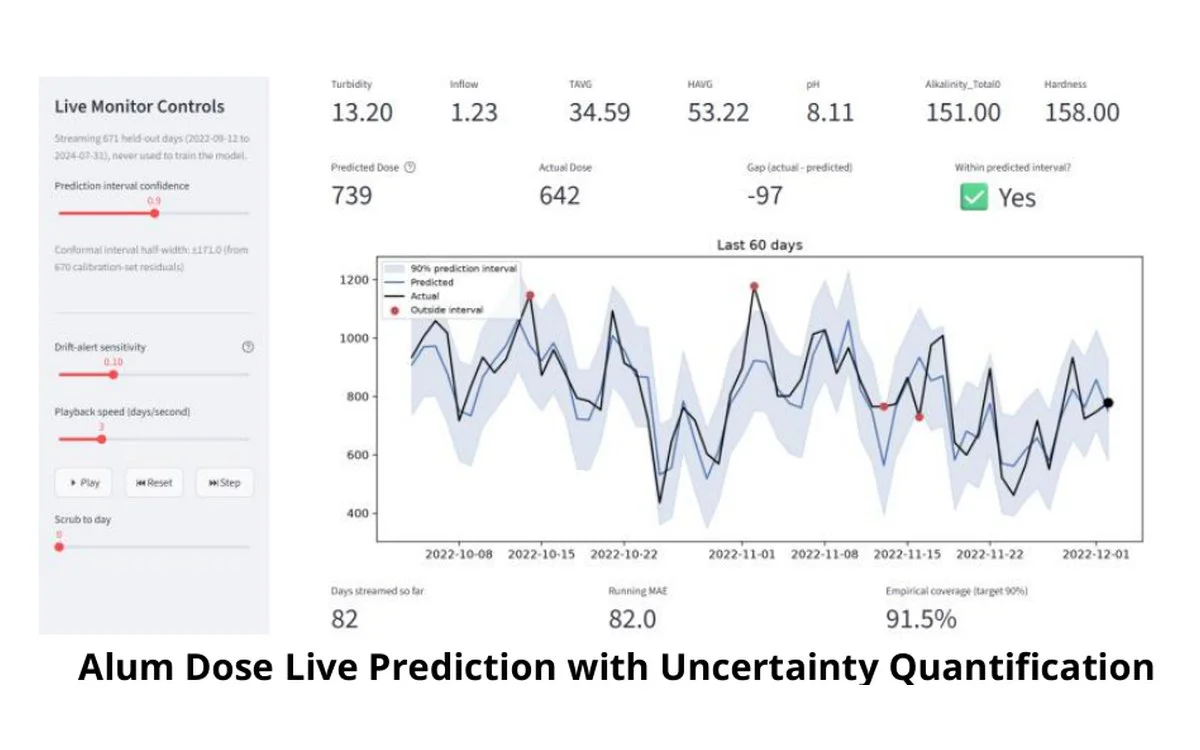 Live Monitor Controls
Streaming 671 held-out days (2022-09-12 to
2024-07-31), never used to train the model.
Prediction interval confidence
0.9
Conformal interval half-width: ±171.0 (from
670 calibration-set residuals)
Drift-alert sensitivity
0.10
Playback speed (days/second)
3
Play
Reset
Step
Scrub to day
0
Turbidity
13.20
Inflow
1.23
TAVG
34.59
HAVG
53.22
pH
8.11
Alkalinity_Total0
151.00
Hardness
158.00
Predicted Dose
739
Actual Dose
642
Gap (actual - predicted)
-97
Within predicted interval?
Yes
Last 60 days
90% prediction interval
Predicted
Actual
Outside interval
1200
1000
800
600
400
2022-10-08
2022-10-15
2022-10-22
2022-11-01
2022-11-08
2022-11-15
2022-11-22
2022-12-01
Days streamed so far
82
Running MAE
82.0
Empirical coverage (target 90%)
91.5%
Alum Dose Live Prediction with Uncertainty Quantification